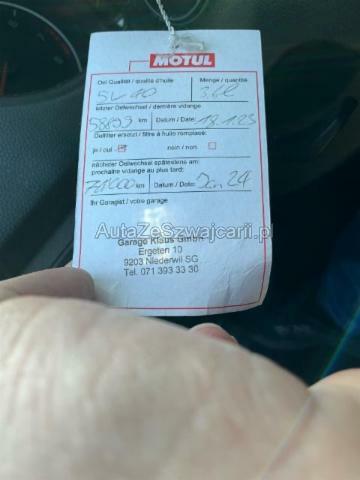 MOTUL
Oel Qualität / qualité d'huile Menge / quantité
5W40 3.6l
letzter Oelwechsel / dernière vidange
km Datum / Date: 18.1.23
Oelfilter ersetzt / filtre à huile remplacé:
ja / oui nein / non
nächster Oelwechsel spätestens am:
prochaine vidange au plus tard:
km Datum / Date: Jan 24
Ihr Garagist / votre garage
AutaZeSzwajcarii.pl
Garage Klaus GmbH
Ergeten 10
9203 Niederwil SG
Tel. 071 393 33 30